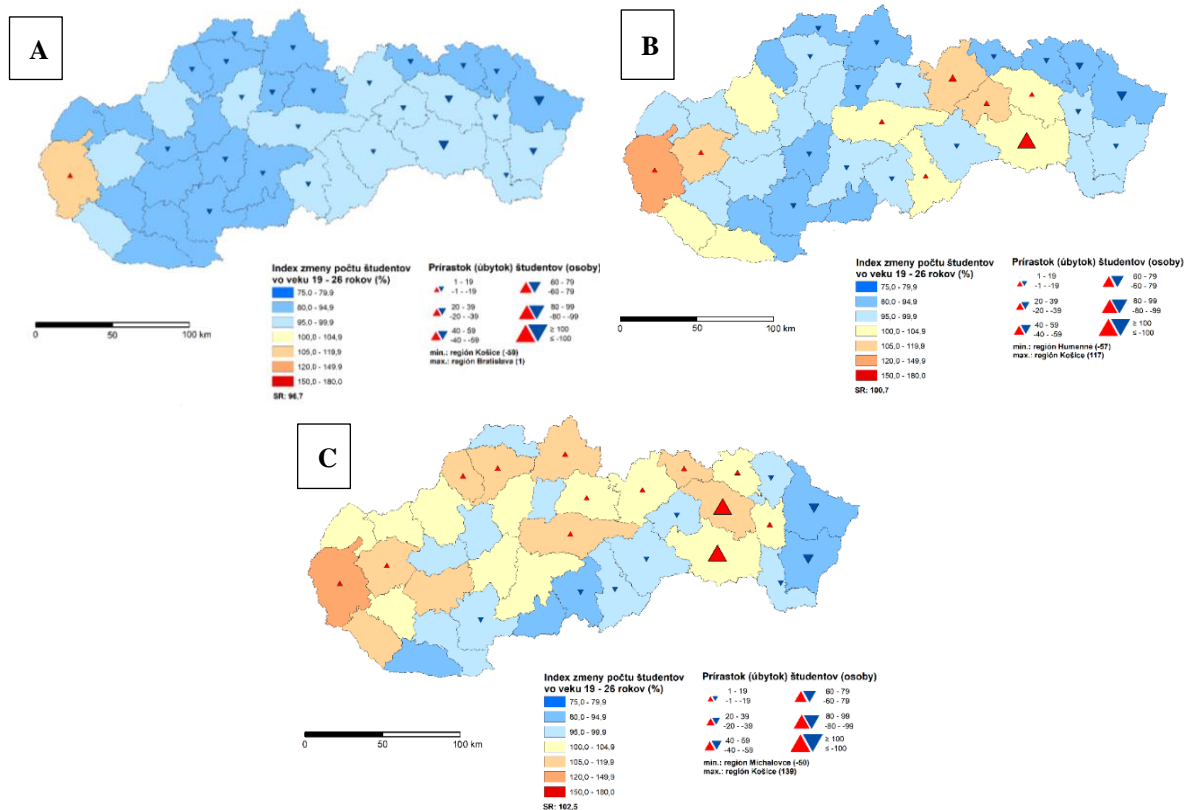 A
Index zmeny počtu študentov
vo veku 19 - 26 rokov (%)
75,0 - 79,9
80,0 - 94,9
95,0 - 99,9
100,0 - 104,9
105,0 - 119,9
120,0 - 149,9
150,0 - 180,0
SR: 98,7
Prírastok (úbytok) študentov (osoby)
1 - 19
-1 - -19
20 - 39
-20 - -39
40 - 59
-40 - -59
60 - 79
-60 - -79
80 - 99
-80 - -99
≥ 100
≤ -100
min.: región Košice (-59)
max.: región Bratislava (1)
0 50 100 km
B
Index zmeny počtu študentov
vo veku 19 - 26 rokov (%)
75,0 - 79,9
80,0 - 94,9
95,0 - 99,9
100,0 - 104,9
105,0 - 119,9
120,0 - 149,9
150,0 - 180,0
SR: 100,7
Prírastok (úbytok) študentov (osoby)
1 - 19
-1 - -19
20 - 39
-20 - -39
40 - 59
-40 - -59
60 - 79
-60 - -79
80 - 99
-80 - -99
≥ 100
≤ -100
min.: región Humenne (-57)
max.: región Košice (117)
0 50 100 km
C
Index zmeny počtu študentov
vo veku 19 - 26 rokov (%)
75,0 - 79,9
80,0 - 94,9
95,0 - 99,9
100,0 - 104,9
105,0 - 119,9
120,0 - 149,9
150,0 - 180,0
SR: 102,5
Prírastok (úbytok) študentov (osoby)
1 - 19
-1 - -19
20 - 39
-20 - -39
40 - 59
-40 - -59
60 - 79
-60 - -79
80 - 99
-80 - -99
≥ 100
≤ -100
min.: región Michalovce (-50)
max.: región Košice (139)
0 50 100 km